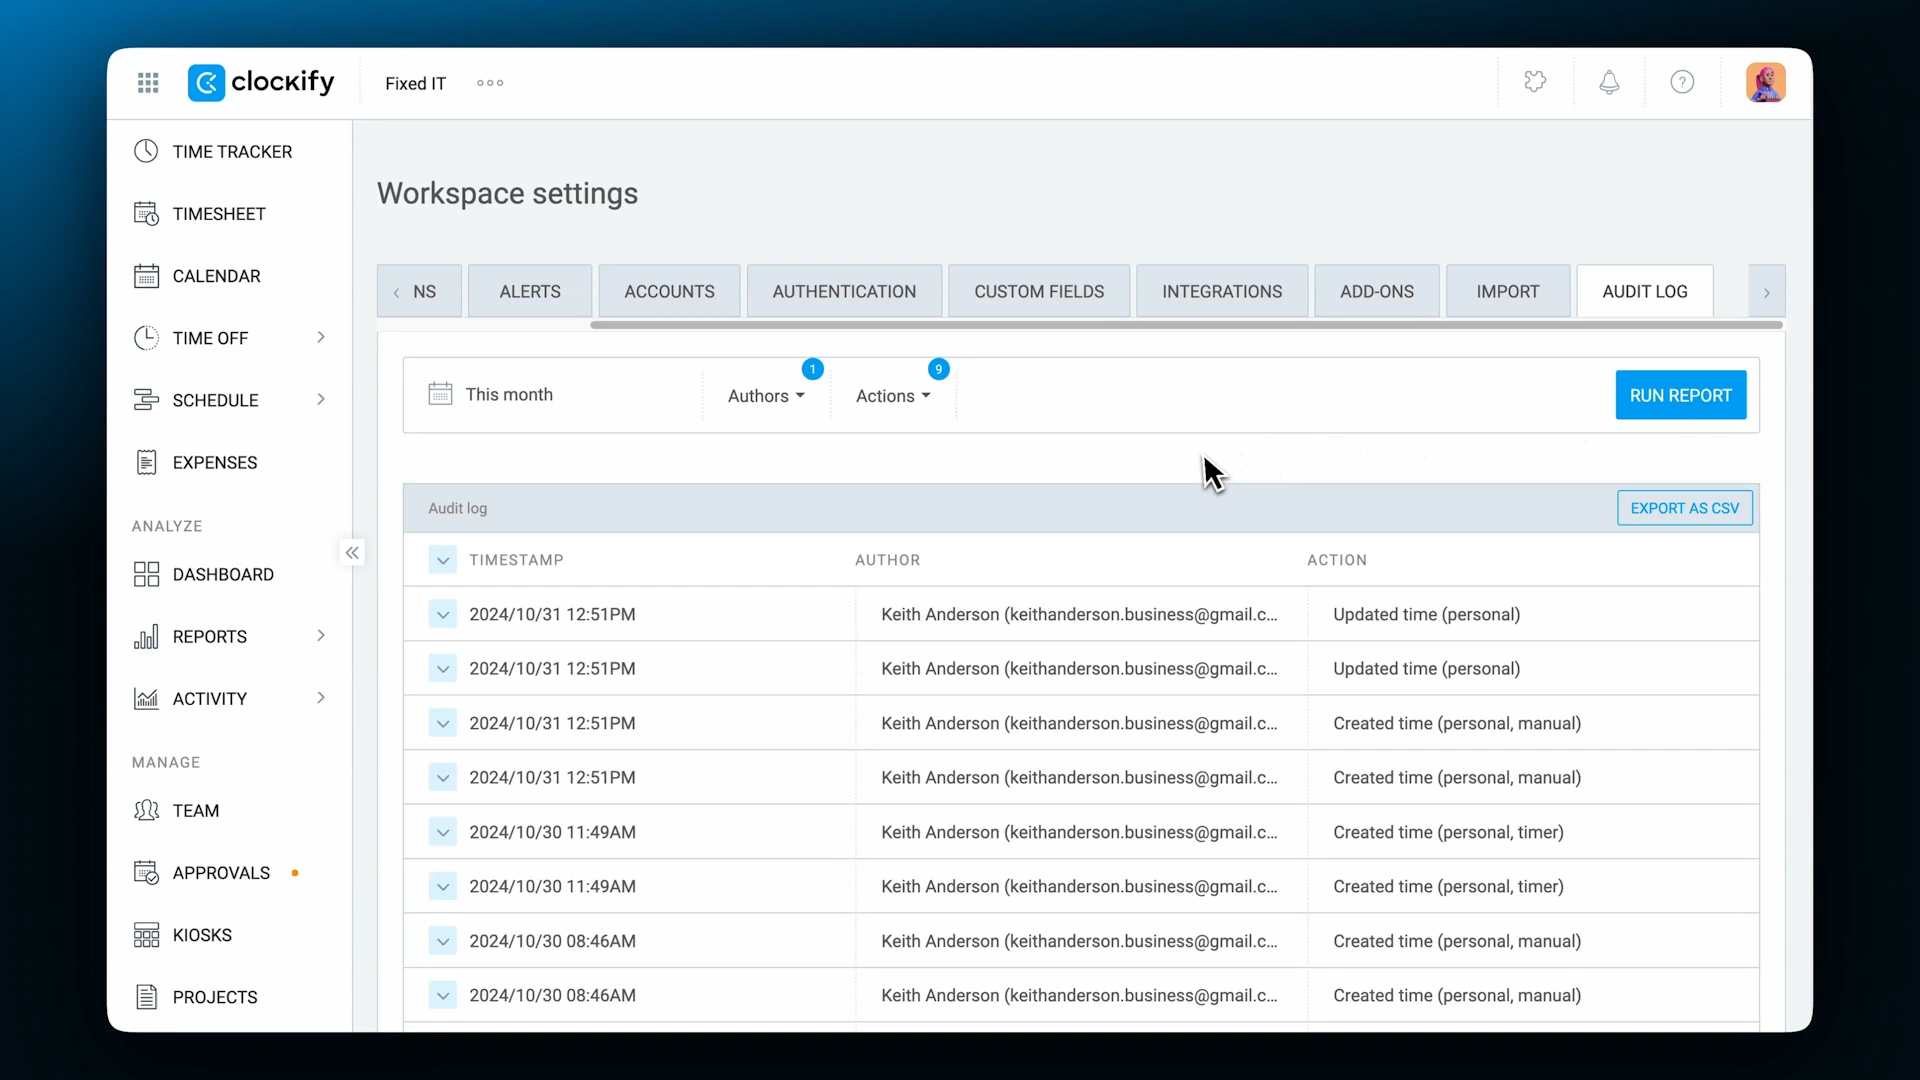 clockify
Fixed IT
TIME TRACKER
TIMESHEET
CALENDAR
TIME OFF
SCHEDULE
EXPENSES
ANALYZE
DASHBOARD
REPORTS
ACTIVITY
MANAGE
TEAM
APPROVALS
KIOSKS
PROJECTS
Workspace settings
NS ALERTS ACCOUNTS AUTHENTICATION CUSTOM FIELDS INTEGRATIONS ADD-ONS IMPORT AUDIT LOG
This month Authors 1 Actions 9 RUN REPORT
Audit log EXPORT AS CSV
TIMESTAMP AUTHOR ACTION
2024/10/31 12:51PM Keith Anderson (keithanderson.business@gmail.c... Updated time (personal)
2024/10/31 12:51PM Keith Anderson (keithanderson.business@gmail.c... Updated time (personal)
2024/10/31 12:51PM Keith Anderson (keithanderson.business@gmail.c... Created time (personal, manual)
2024/10/31 12:51PM Keith Anderson (keithanderson.business@gmail.c... Created time (personal, manual)
2024/10/30 11:49AM Keith Anderson (keithanderson.business@gmail.c... Created time (personal, timer)
2024/10/30 11:49AM Keith Anderson (keithanderson.business@gmail.c... Created time (personal, timer)
2024/10/30 08:46AM Keith Anderson (keithanderson.business@gmail.c... Created time (personal, manual)
2024/10/30 08:46AM Keith Anderson (keithanderson.business@gmail.c... Created time (personal, manual)